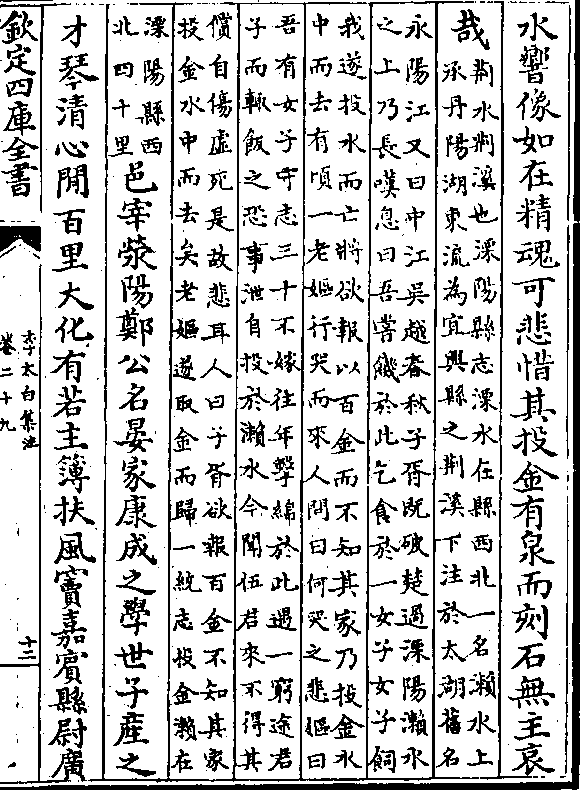 水響像如在精魂可悲惜其投金有泉而刻石無主哀
哉
荆水荆溪也溧陽縣志溧水在縣西北一名瀨水上
承丹陽湖東流為宜興縣之荆溪下注於太湖舊名
永陽江又曰中江吳越春秋子胥既破楚過溧陽瀨水
之上乃長嘆息曰吾嘗饑於此乞食於一女子女子飼
我遂投水而亡將欲報以百金而不知其家乃投金水
中而去有頃一老嫗行哭而來人問曰何哭之悲嫗曰
吾有女子守志三十不嫁往年擊綿於此遇一窮途君
子而輙飯之恐事泄自投於瀨水今聞伍君來不得其
償自傷虛死是故悲耳人曰子胥欲報百金不知其家
投金水中而去矣老嫗遂取金而歸一統志投金瀨在
溧陽縣西
北四十里
邑宰滎陽鄭公名晏家康成之學世子產之
才琴清心閒百里大化有若主簿扶風竇嘉賓縣尉廣
欽定四庫全書
李太白集注
卷二十九
十二